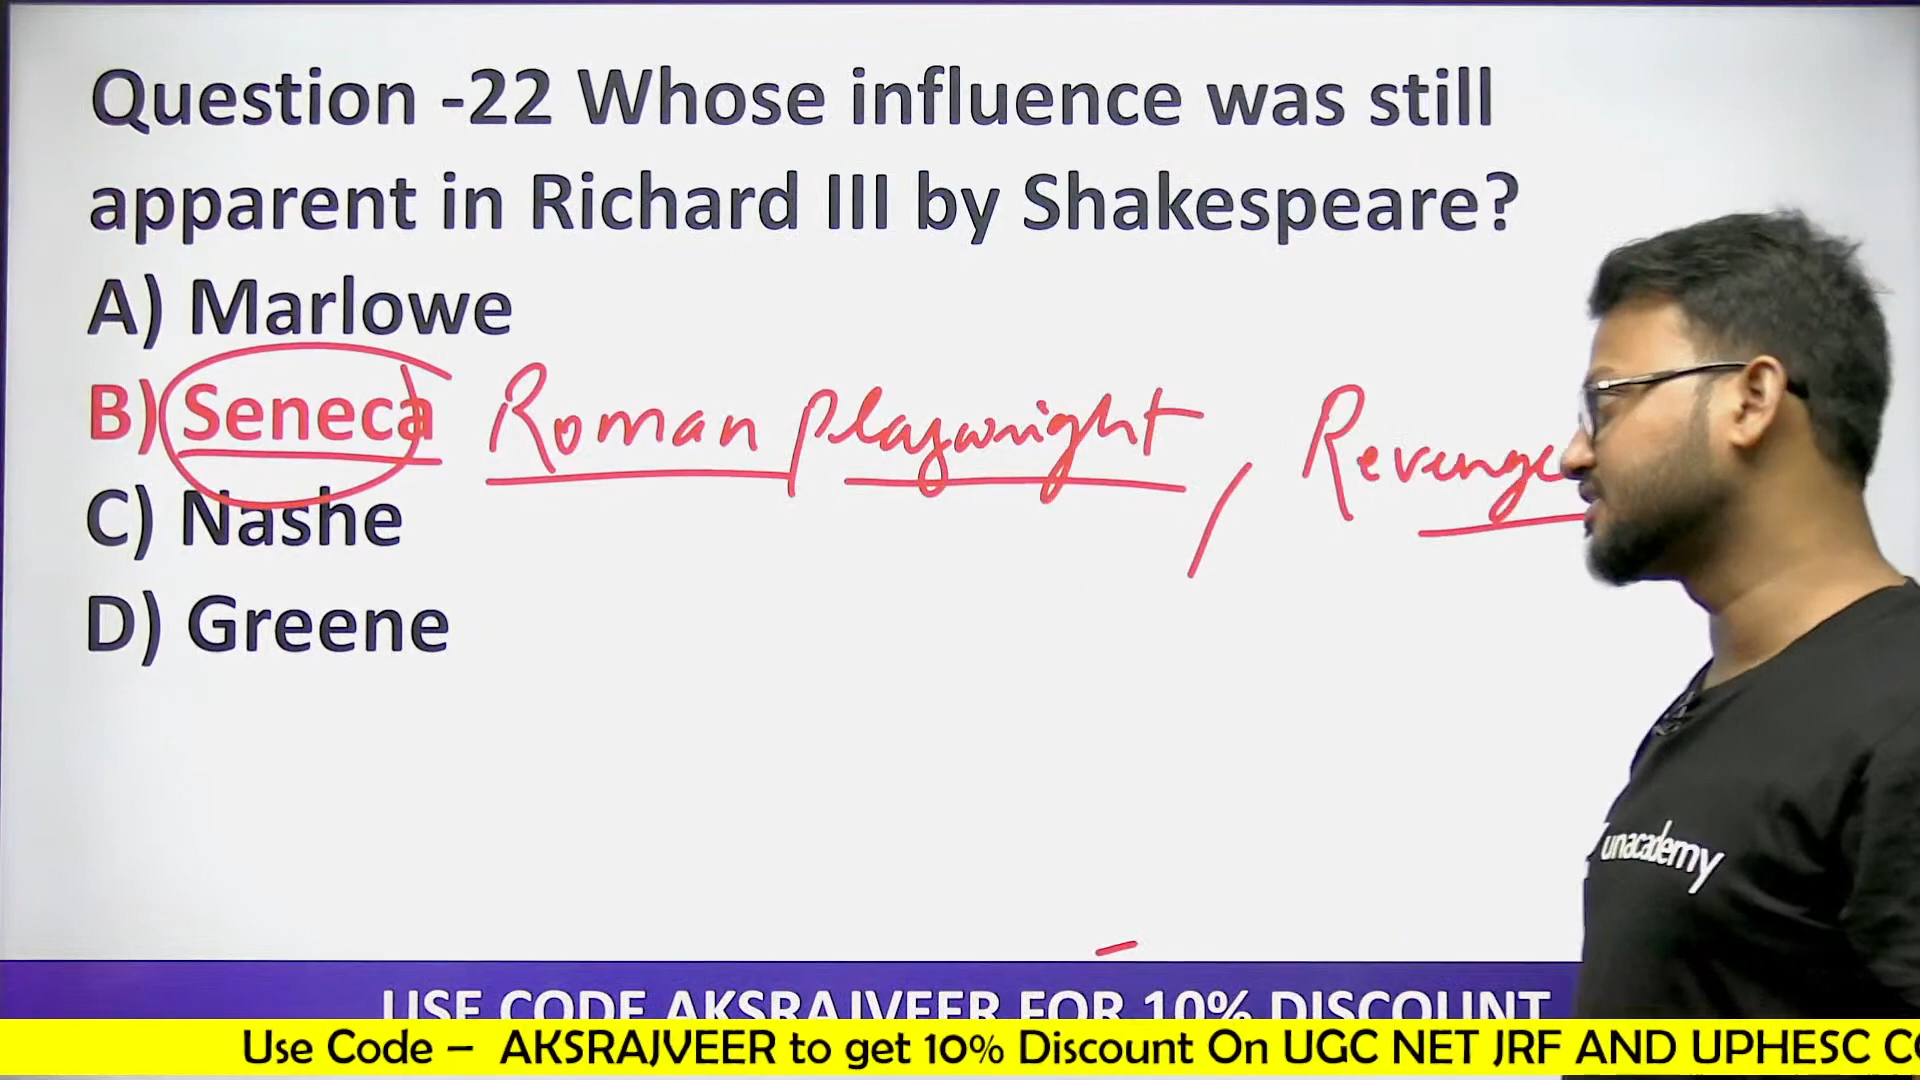 Question -22 Whose influence was still
apparent in Richard III by Shakespeare?
A) Marlowe
B) Seneca Roman playwright, Revenge
C) Nashe
D) Greene
unacademy
USE CODE AKSRAJVEER FOR 10% DISCOUNT
Use Code – AKSRAJVEER to get 10% Discount On UGC NET JRF AND UPHESC